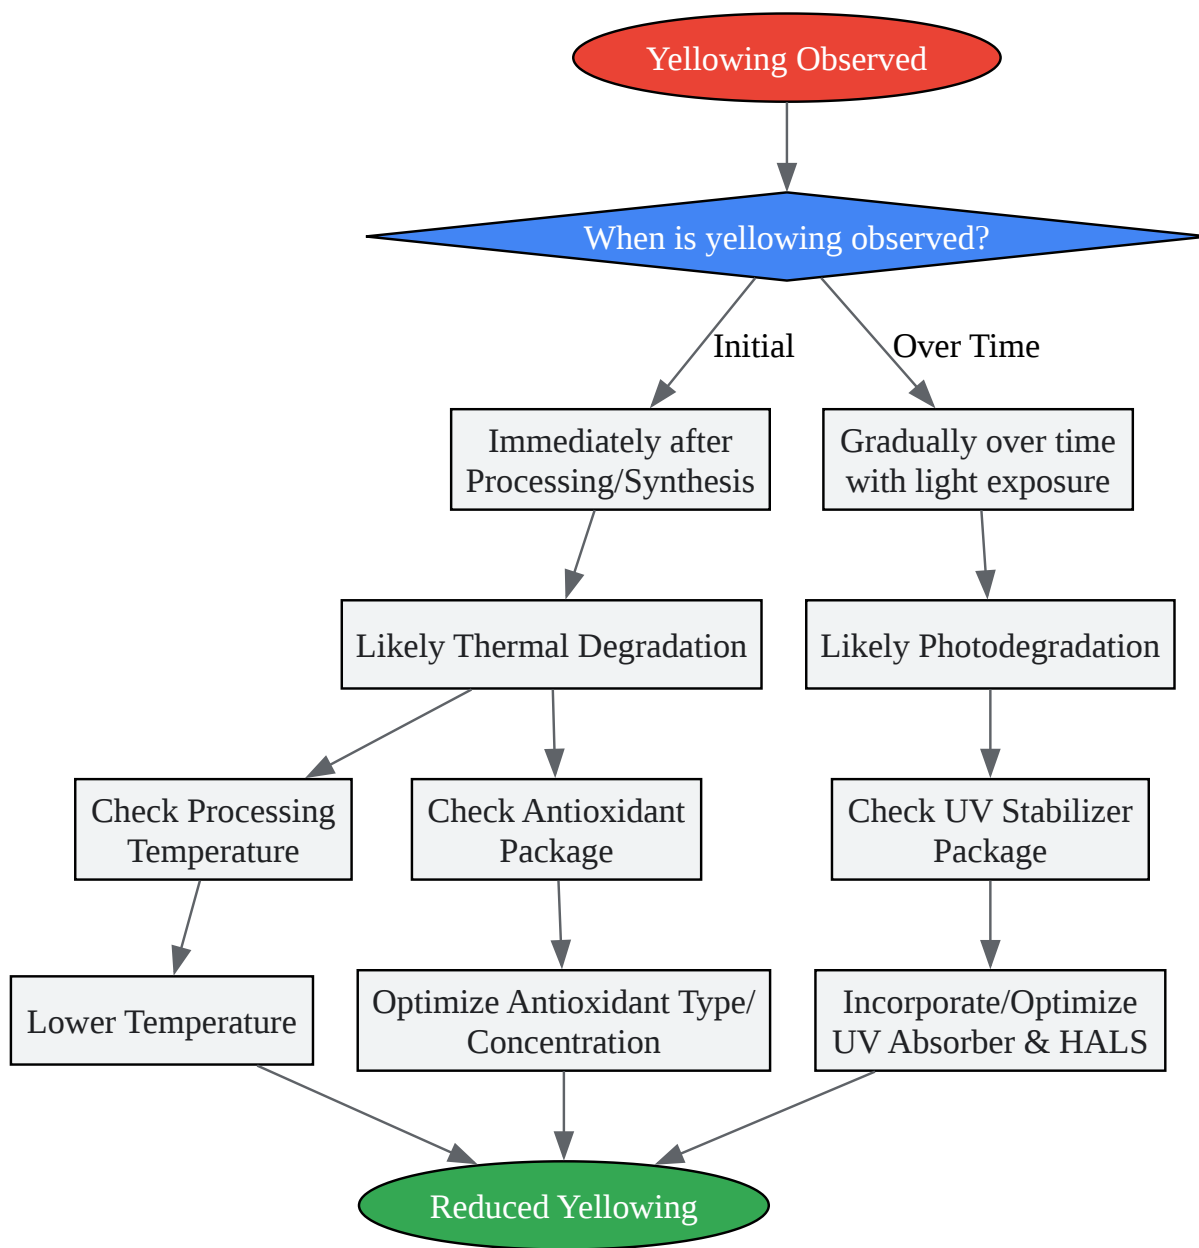 Yellowing Observed
When is yellowing observed?
Initial
Over Time
Immediately after
Processing/Synthesis
Gradually over time
with light exposure
Likely Thermal Degradation
Likely Photodegradation
Check Processing
Temperature
Check Antioxidant
Package
Check UV Stabilizer
Package
Lower Temperature
Optimize Antioxidant Type/
Concentration
Incorporate/Optimize
UV Absorber & HALS
Reduced Yellowing